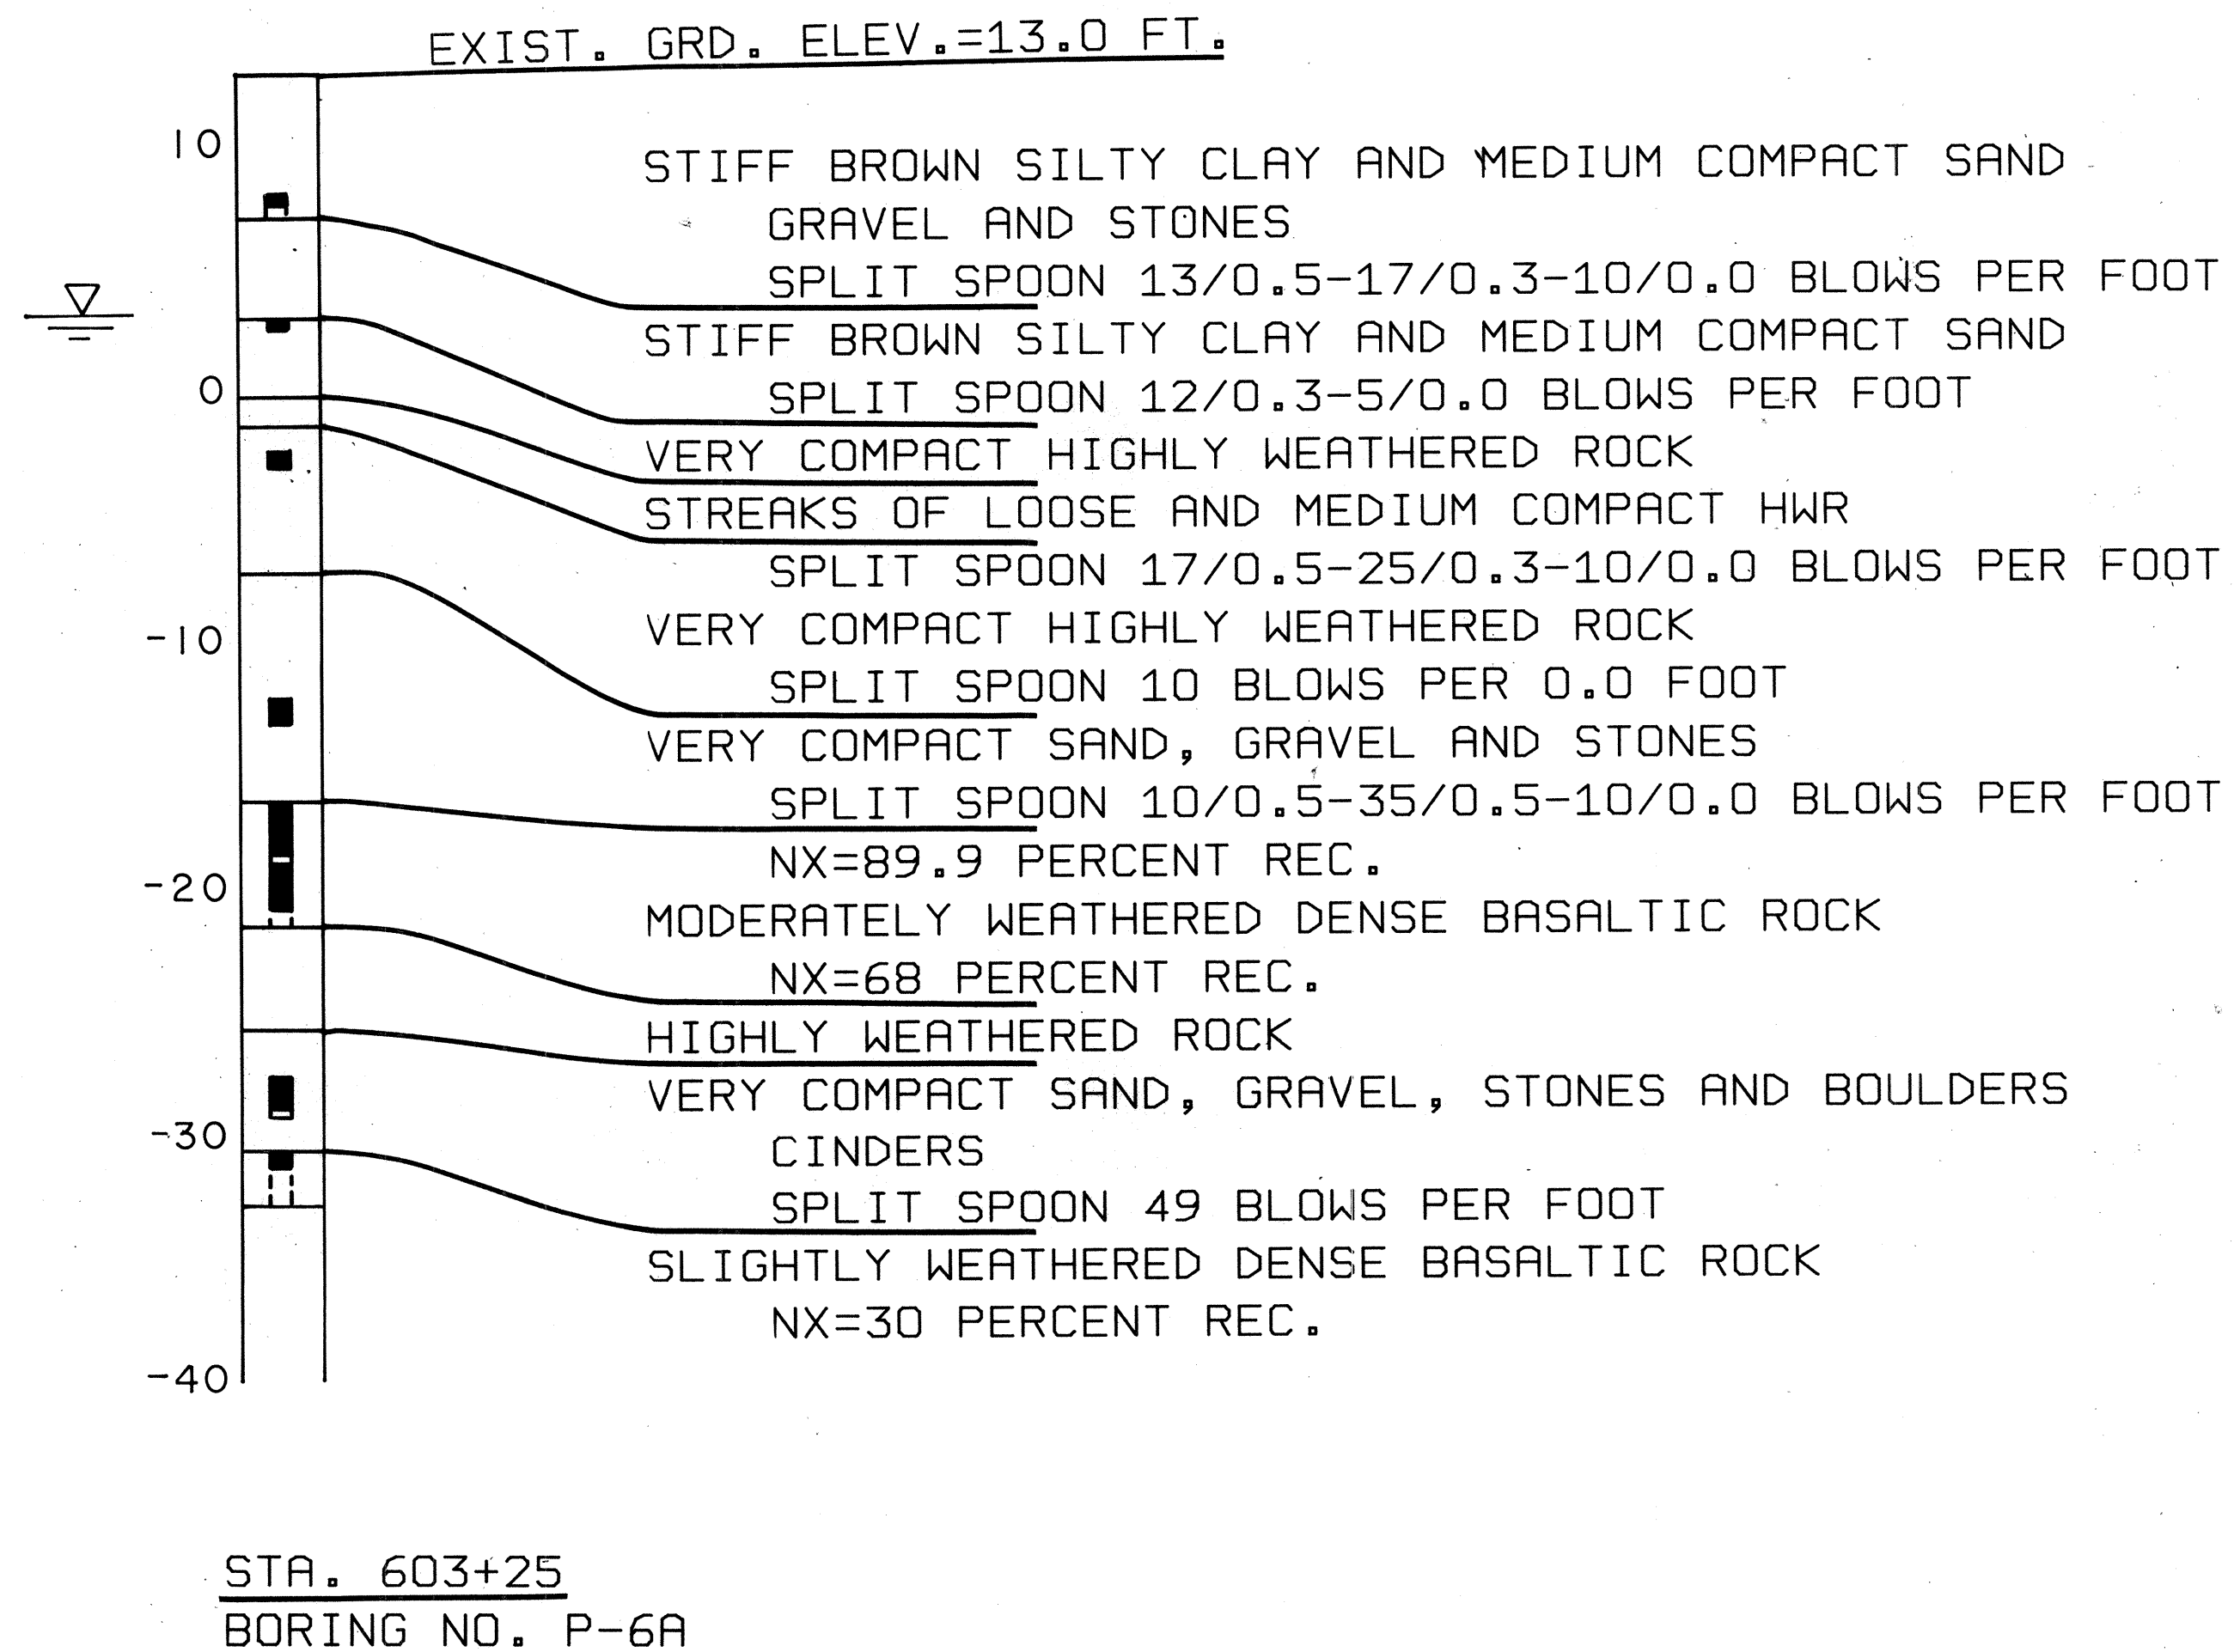 EXIST. GRD. ELEV.=13.0 FT.
10
STIFF BROWN SILTY CLAY AND MEDIUM COMPACT SAND
GRAVEL AND STONES
SPLIT SPOON 13/0.5-17/0.3-10/0.0 BLOWS PER FOOT
STIFF BROWN SILTY CLAY AND MEDIUM COMPACT SAND
0
SPLIT SPOON 12/0.3-5/0.0 BLOWS PER FOOT
VERY COMPACT HIGHLY WEATHERED ROCK
STREAKS OF LOOSE AND MEDIUM COMPACT HWR
SPLIT SPOON 17/0.5-25/0.3-10/0.0 BLOWS PER FOOT
-10
VERY COMPACT HIGHLY WEATHERED ROCK
SPLIT SPOON 10 BLOWS PER 0.0 FOOT
VERY COMPACT SAND, GRAVEL AND STONES
SPLIT SPOON 10/0.5-35/0.5-10/0.0 BLOWS PER FOOT
NX=89.9 PERCENT REC.
-20
MODERATELY WEATHERED DENSE BASALTIC ROCK
NX=68 PERCENT REC.
HIGHLY WEATHERED ROCK
VERY COMPACT SAND, GRAVEL, STONES AND BOULDERS
-30
CINDERS
SPLIT SPOON 49 BLOWS PER FOOT
SLIGHTLY WEATHERED DENSE BASALTIC ROCK
NX=30 PERCENT REC.
-40
STA. 603+25
BORING NO. P-6A